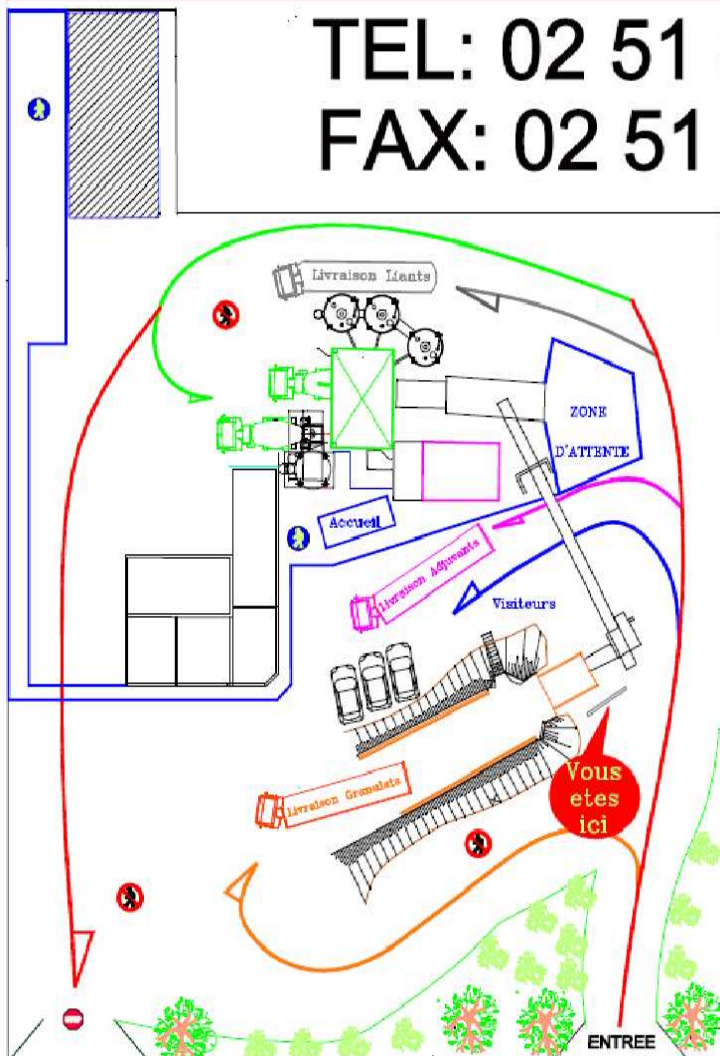 TEL: 02 51
FAX: 02 51
Livraison Liants
ZONE
D'ATTENTE
Accueil
Livraison Adjuvants
Visiteurs
Livraison Granulats
Vous
etes
ici
ENTREE